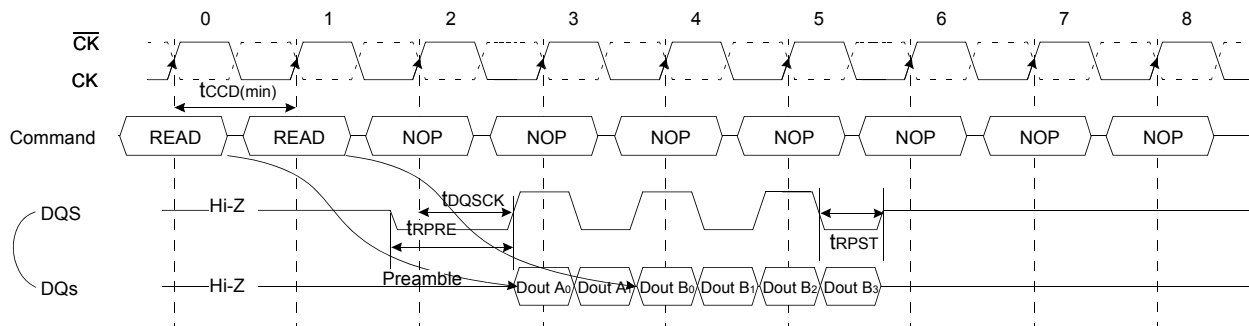 0 1 2 3 4 5 6 7 8
CK
CK
tCCD(min)
Command READ READ NOP NOP NOP NOP NOP NOP NOP
DQS Hi-Z tDQSCK
tRPRE tRPST
Preamble
DQs Hi-Z Dout A0 Dout A1 Dout B0 Dout B1 Dout B2 Dout B3